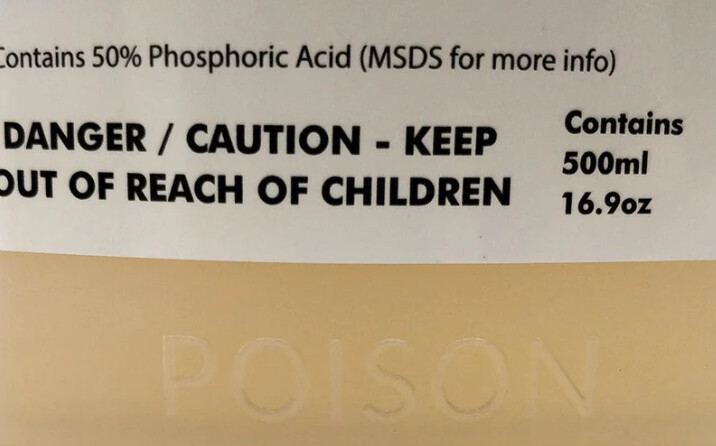 Contains 50% Phosphoric Acid (MSDS for more info)
DANGER / CAUTION - KEEP
OUT OF REACH OF CHILDREN
Contains
500ml
16.9oz
POISON